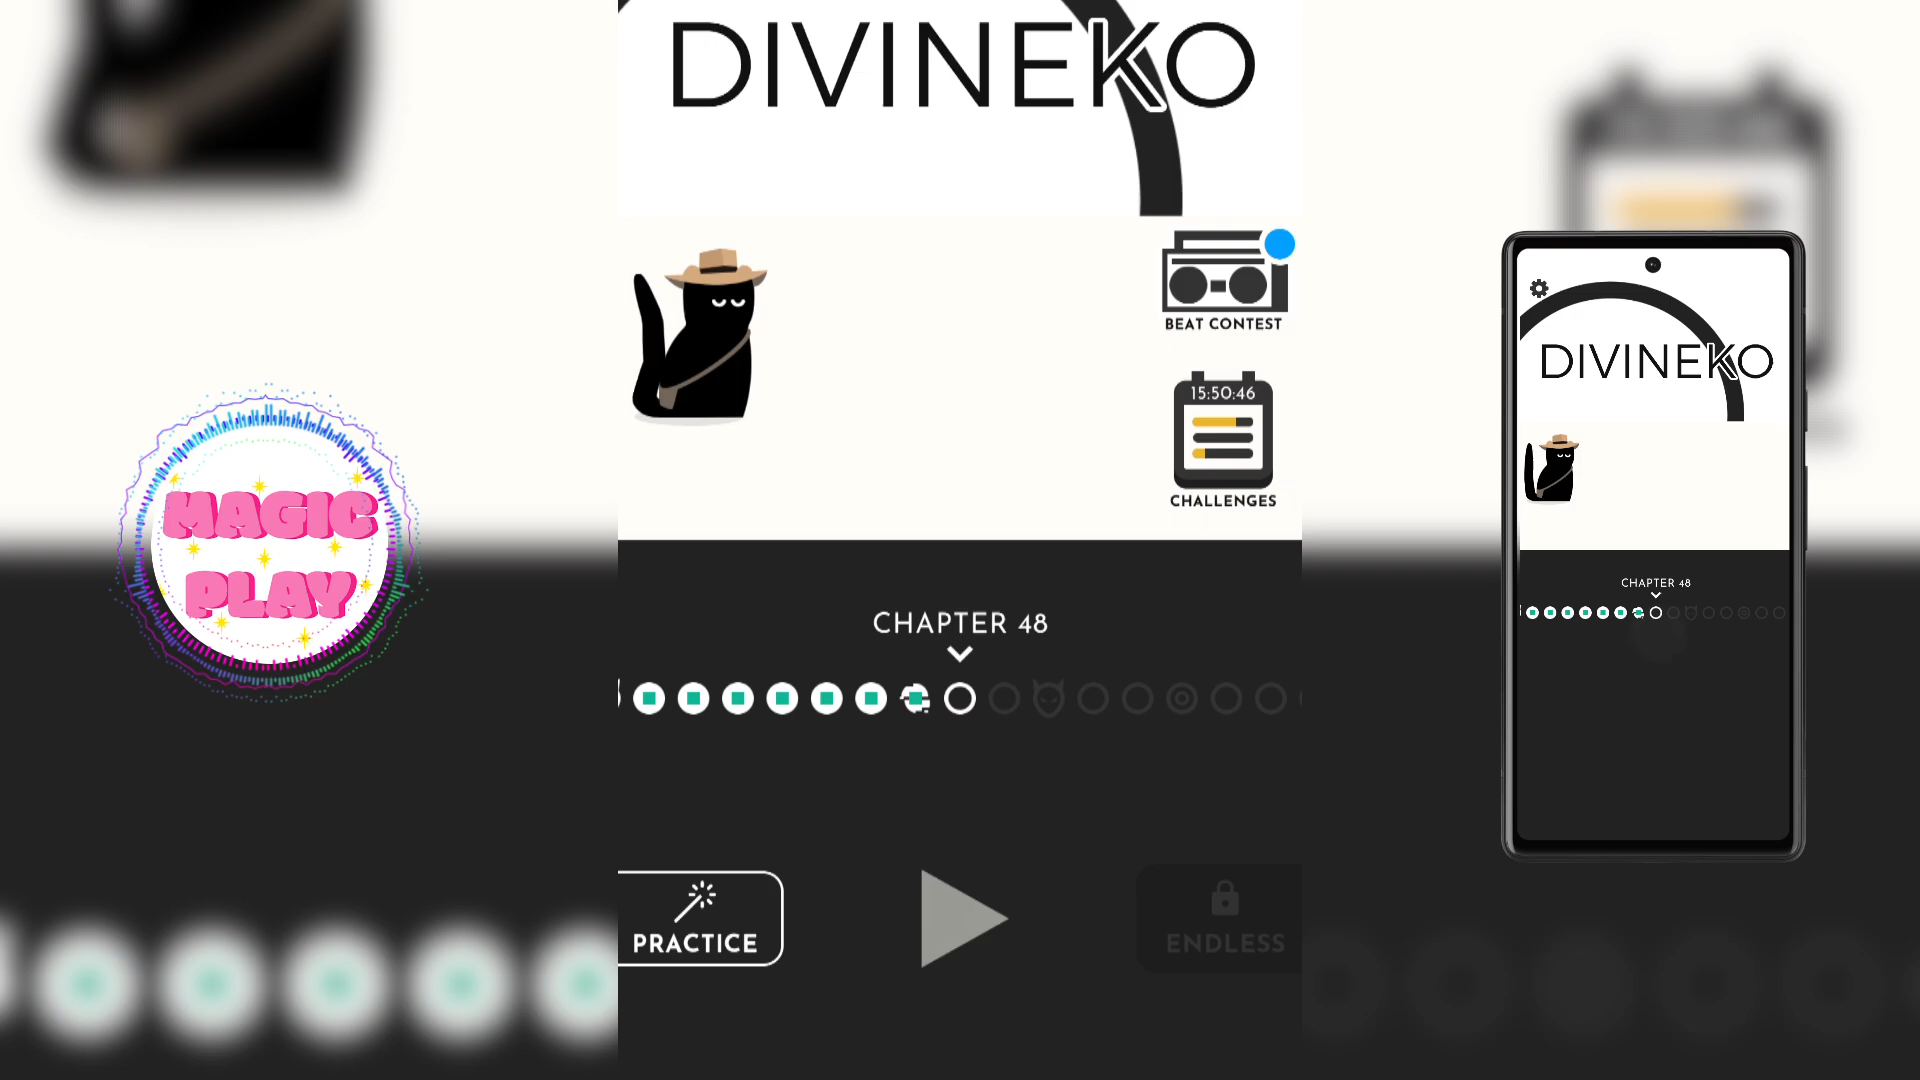 DIVINEKO
BEAT CONTEST
15:50:46
CHALLENGES
CHAPTER 48
PRACTICE
ENDLESS
MAGIC
PLAY
DIVINEKO
CHAPTER 48